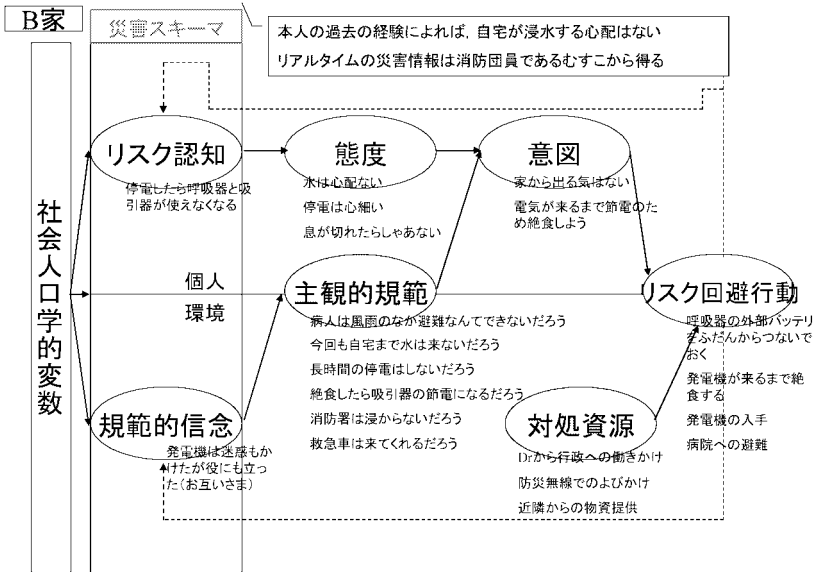 B家
災害スキーマ
本人の過去の経験によれば，自宅が浸水する心配はない
リアルタイムの災害情報は消防団員であるむすこから得る
社会人口学的変数
リスク認知
停電したら呼吸器と吸
引器が使えなくなる
態度
水は心配ない
停電は心細い
息が切れたらしゃあない
意図
家から出る気はない
電気が来るまで節電のた
め絶食しよう
個人
環境
主観的規範
病人は風雨のなか避難なんてできないだろう
今回も自宅まで水は来ないだろう
長時間の停電はしないだろう
絶食したら吸引器の節電になるだろう
消防署は浸からないだろう
救急車は来てくれるだろう
リスク回避行動
呼吸器の外部バッテリ
をふだんからつないで
おく
発電機が来るまで絶
食する
発電機の入手
病院への避難
規範的信念
発電機は迷惑もか
けたが役にも立っ
た（お互いさま）
対処資源
Drから行政への働きかけ
防災無線でのよびかけ
近隣からの物資提供